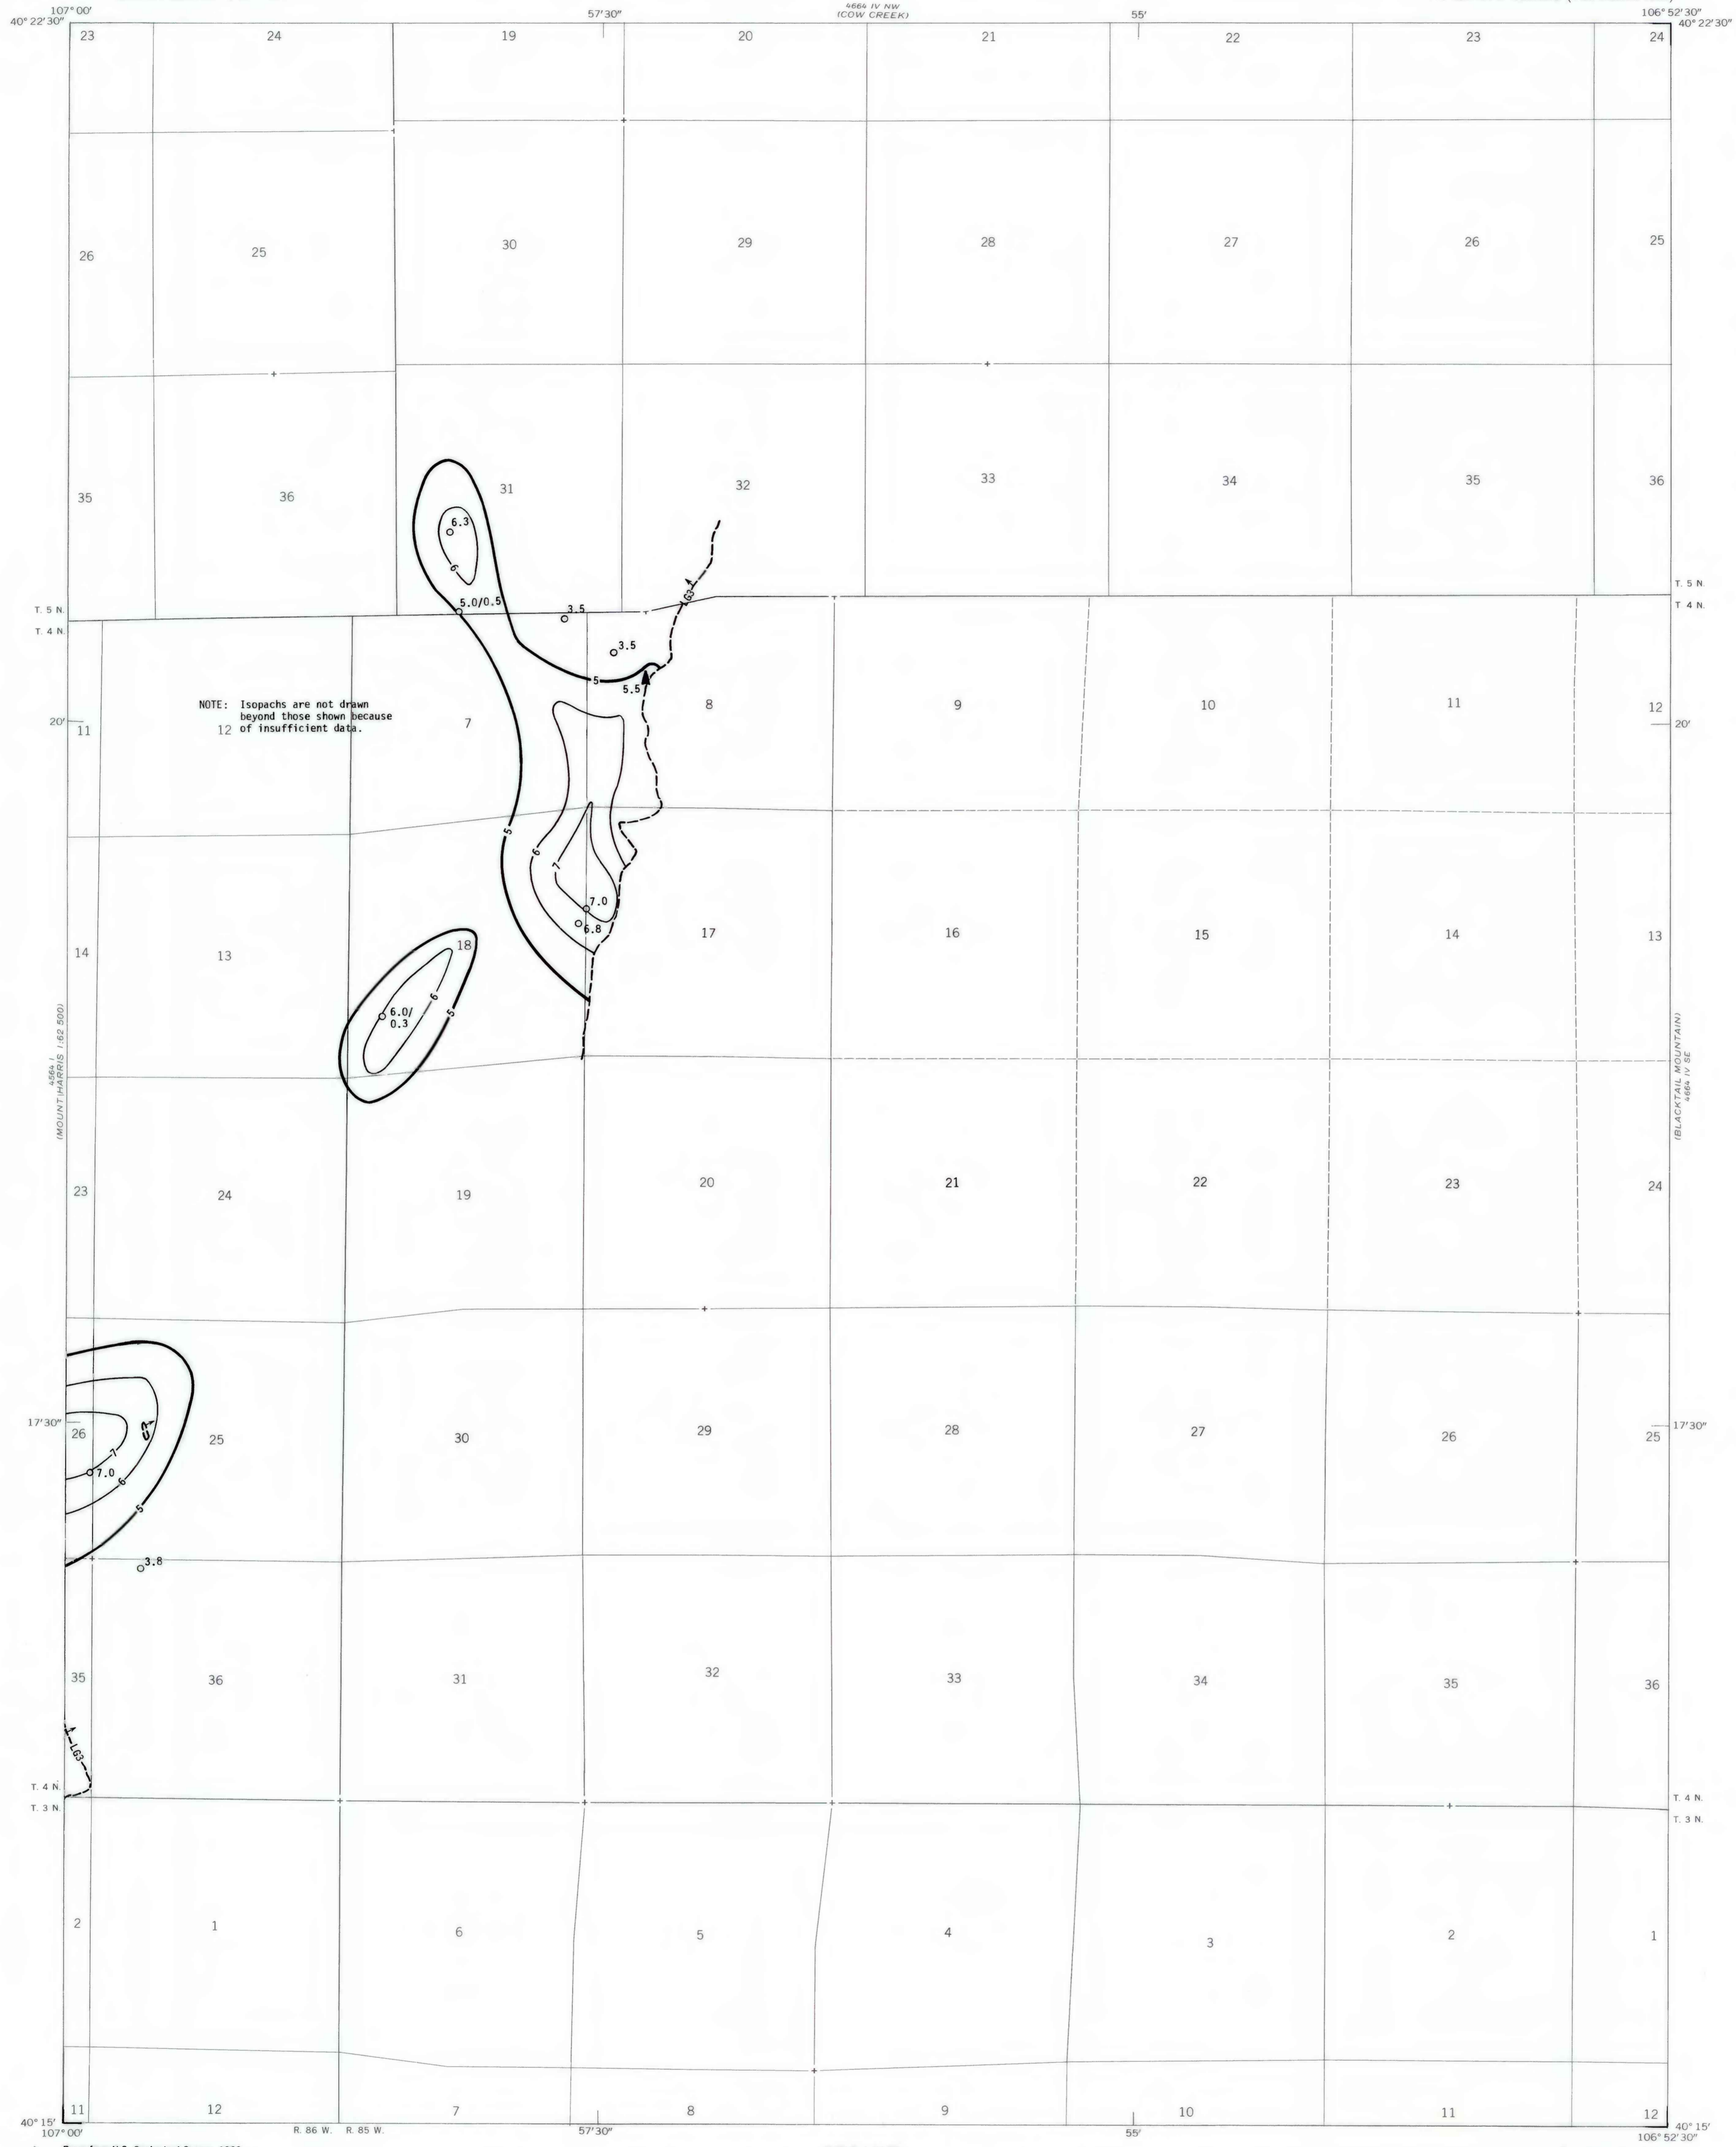 4664 IV NW
107° 00' 57'30" (COW CREEK) 55' 106° 52'30"
40° 22'30" 40° 22'30"
23 24 19 20 21 22 23 24
26 25 30 29 28 27 26 25
35 36 31 32 33 34 35 36
6.3
6
LG3
T. 5 N. 5.0/0.5 3.5 T. 5 N.
T. 4 N. T. 4 N.
3.5
5
5.5
NOTE: Isopachs are not drawn
beyond those shown because
of insufficient data.
20' 11 12 7 8 9 10 11 12 20'
5 6 7
7.0
6.8
14 13 18 17 16 15 14 13
6
5
6.0/
0.3
4564 I
(MOUNT HARRIS 1:62 500)
(BLACKTAIL MOUNTAIN)
4664 IV SE
23 24 19 20 21 22 23 24
17'30" 17'30"
26 25 30 29 28 27 26 25
7
7.0 6
5
3.8
35 36 31 32 33 34 35 36
LG3
T. 4 N. T. 4 N.
T. 3 N. T. 3 N.
2 1 6 5 4 3 2 1
11 12 7 8 9 10 11 12
40° 15' 40° 15'
107° 00' R. 86 W. R. 85 W. 57'30" 55' 106° 52'30"